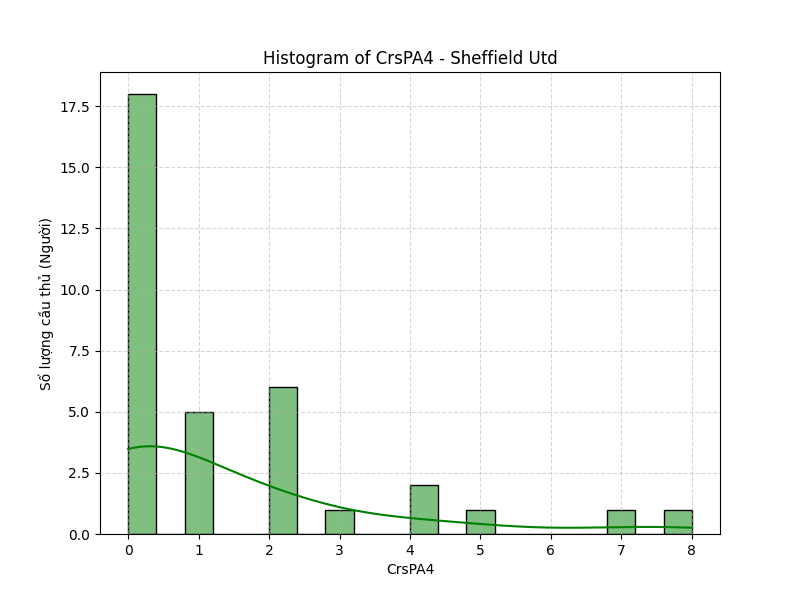 Histogram of CrsPA4 - Sheffield Utd
Số lượng cầu thủ (Người)
17.5
15.0
12.5
10.0
7.5
5.0
2.5
0.0
0 1 2 3 4 5 6 7 8
CrsPA4